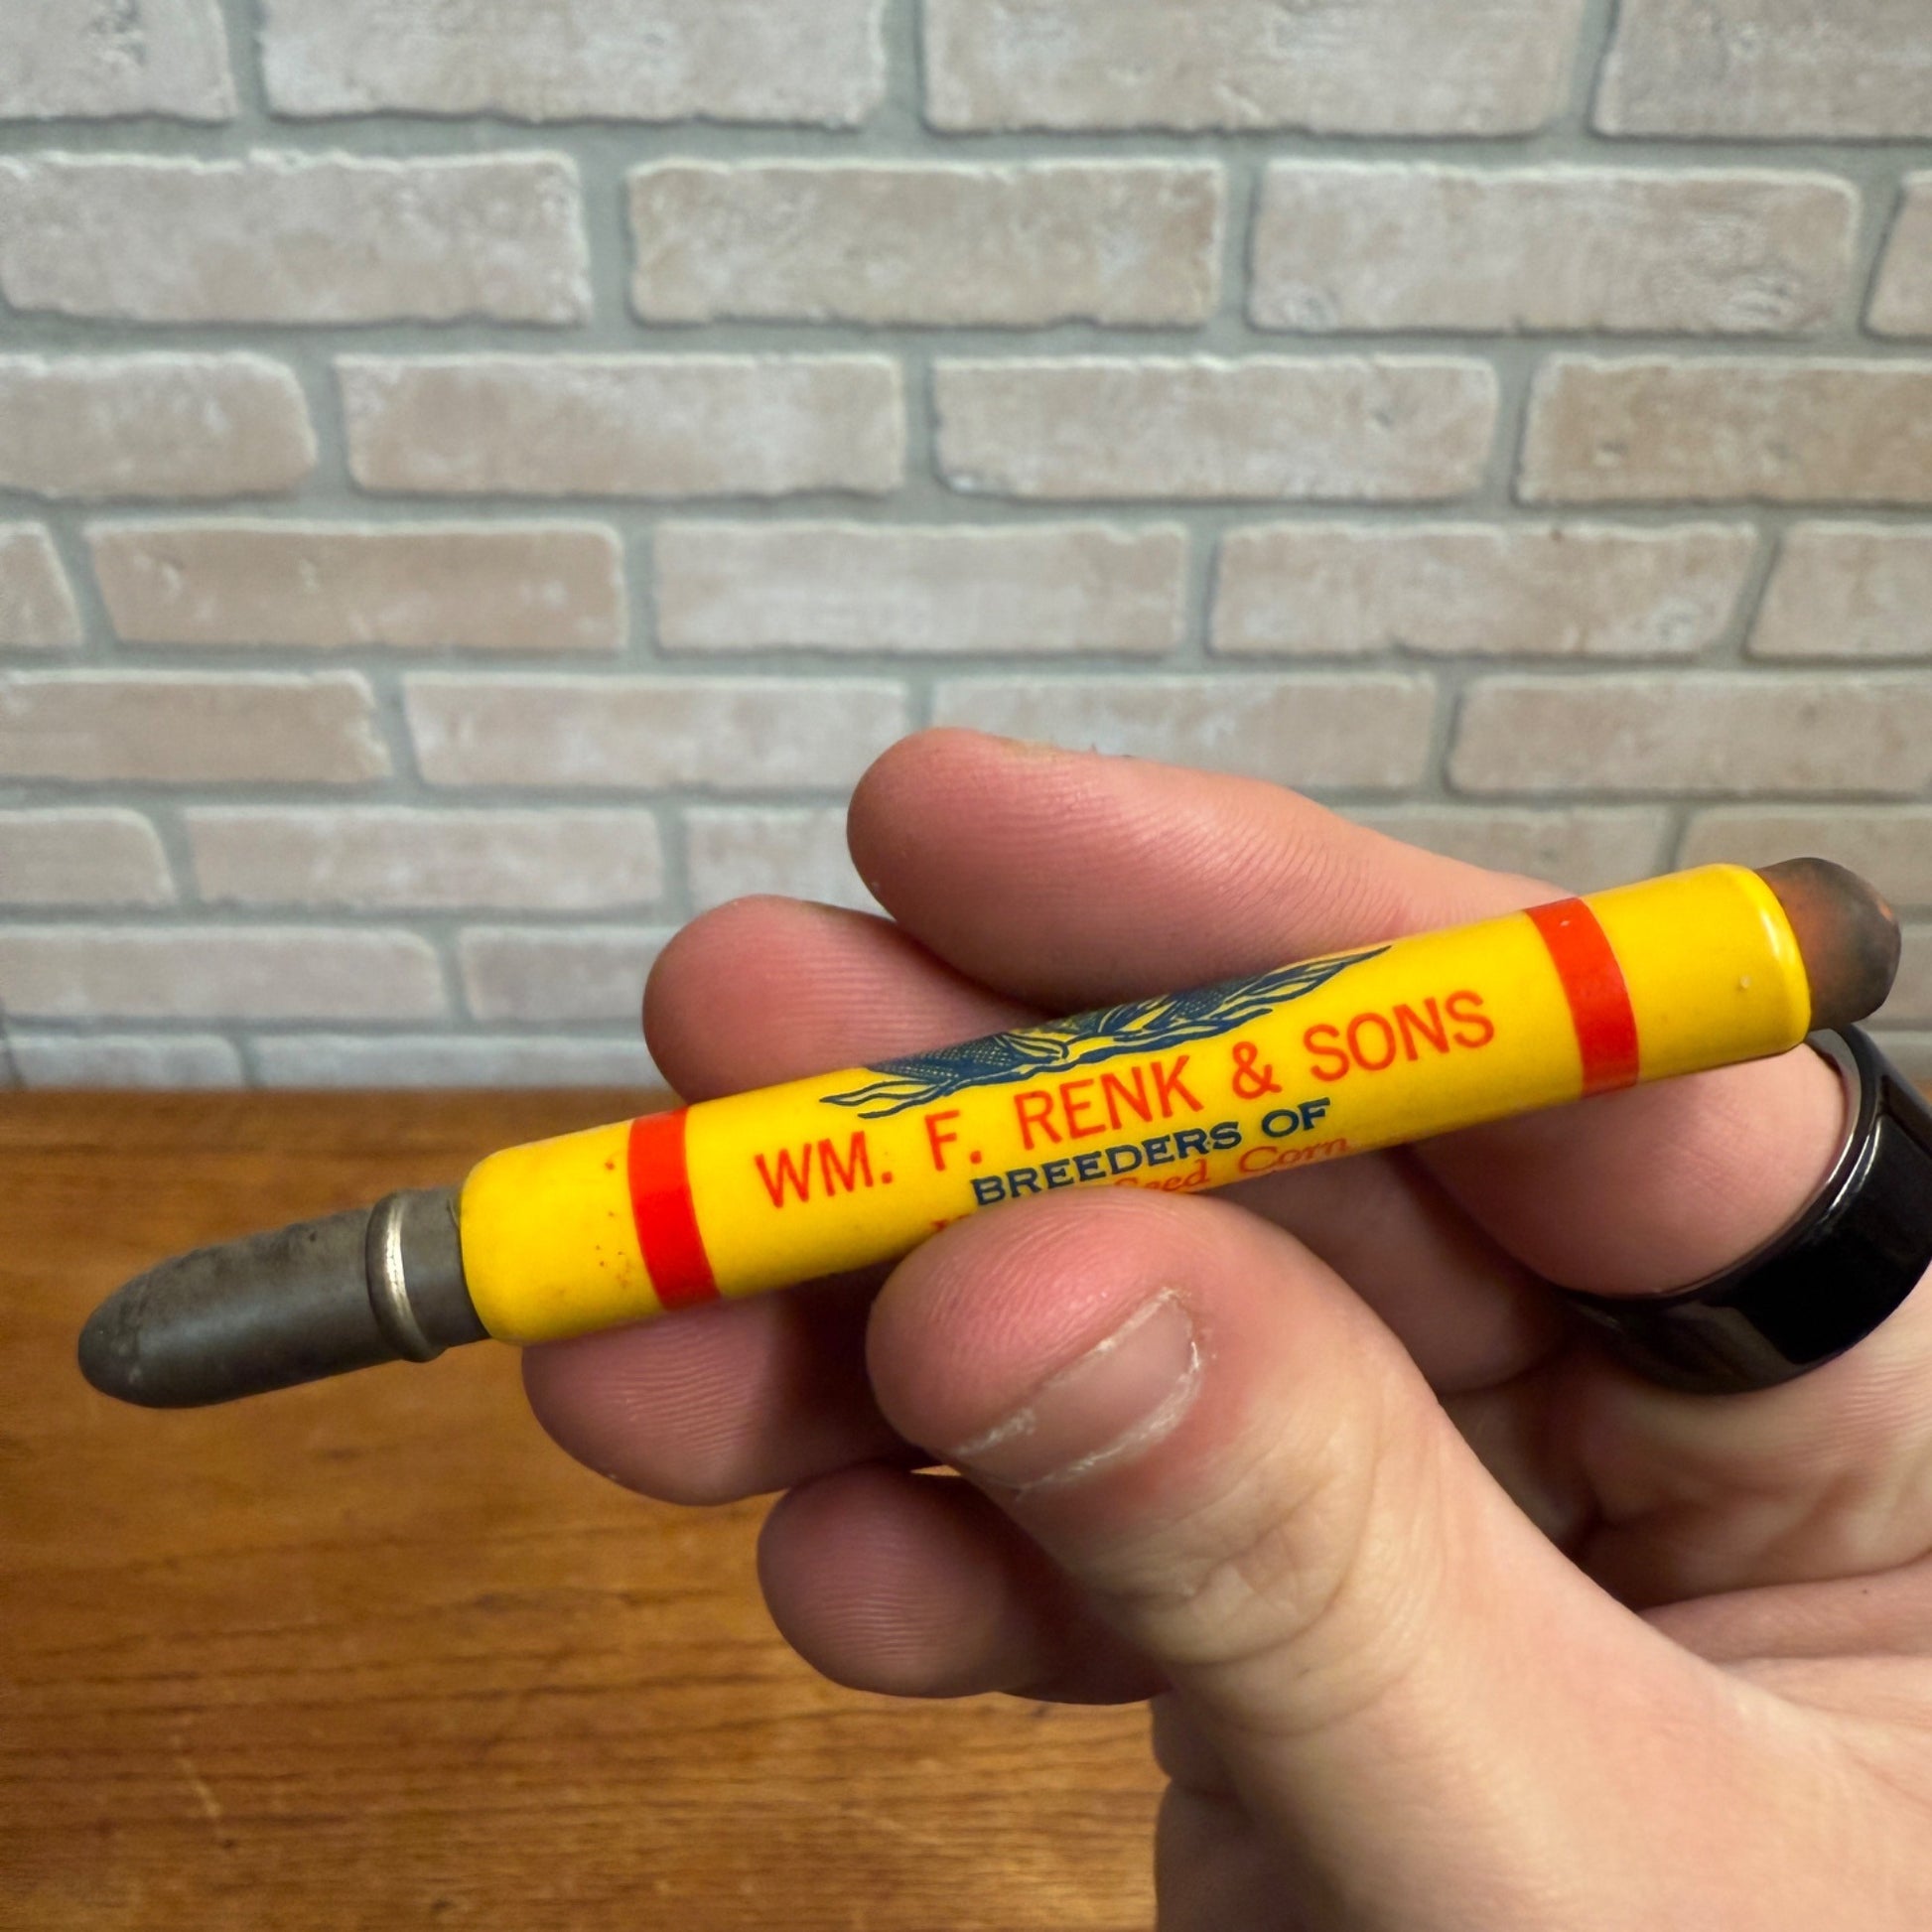 WM. F. RENK & SONS
BREEDERS OF
Seed Corn